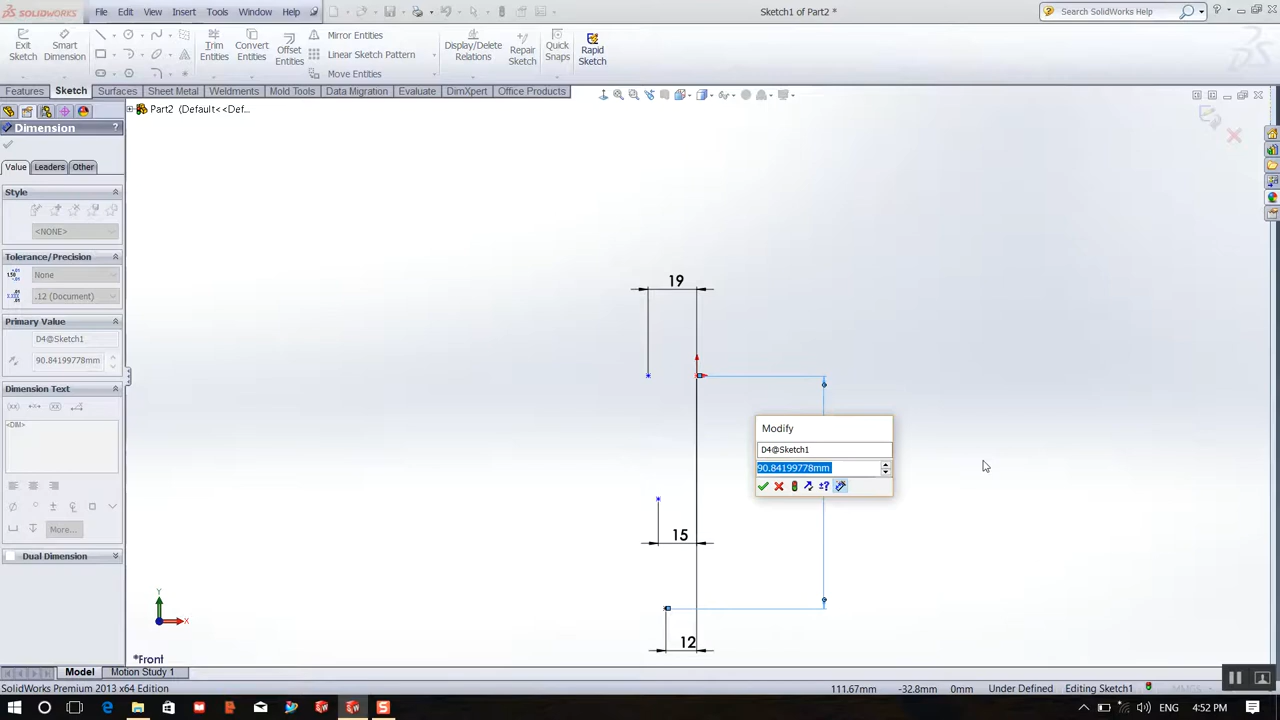 SOLIDWORKS
File Edit View Insert Tools Window Help
Sketch1 of Part2 *
Search SolidWorks Help
Exit Sketch
Smart Dimension
Trim Entities
Convert Entities
Offset Entities
Mirror Entities
Linear Sketch Pattern
Move Entities
Display/Delete Relations
Repair Sketch
Quick Snaps
Rapid Sketch
Features Sketch Surfaces Sheet Metal Weldments Mold Tools Data Migration Evaluate DimXpert Office Products
Part2 (Default<<Def...
Dimension ?
Value Leaders Other
Style
<NONE>
Tolerance/Precision
None
.12 (Document)
Primary Value
D4@Sketch1
90.84199778mm
Dimension Text
<DIM>
More...
Dual Dimension
19
15
12
Modify
D4@Sketch1
90.84199778mm
Y
X
*Front
Model Motion Study 1
SolidWorks Premium 2013 x64 Edition
111.67mm -32.8mm 0mm Under Defined Editing Sketch1 MMGS
ENG 4:52 PM